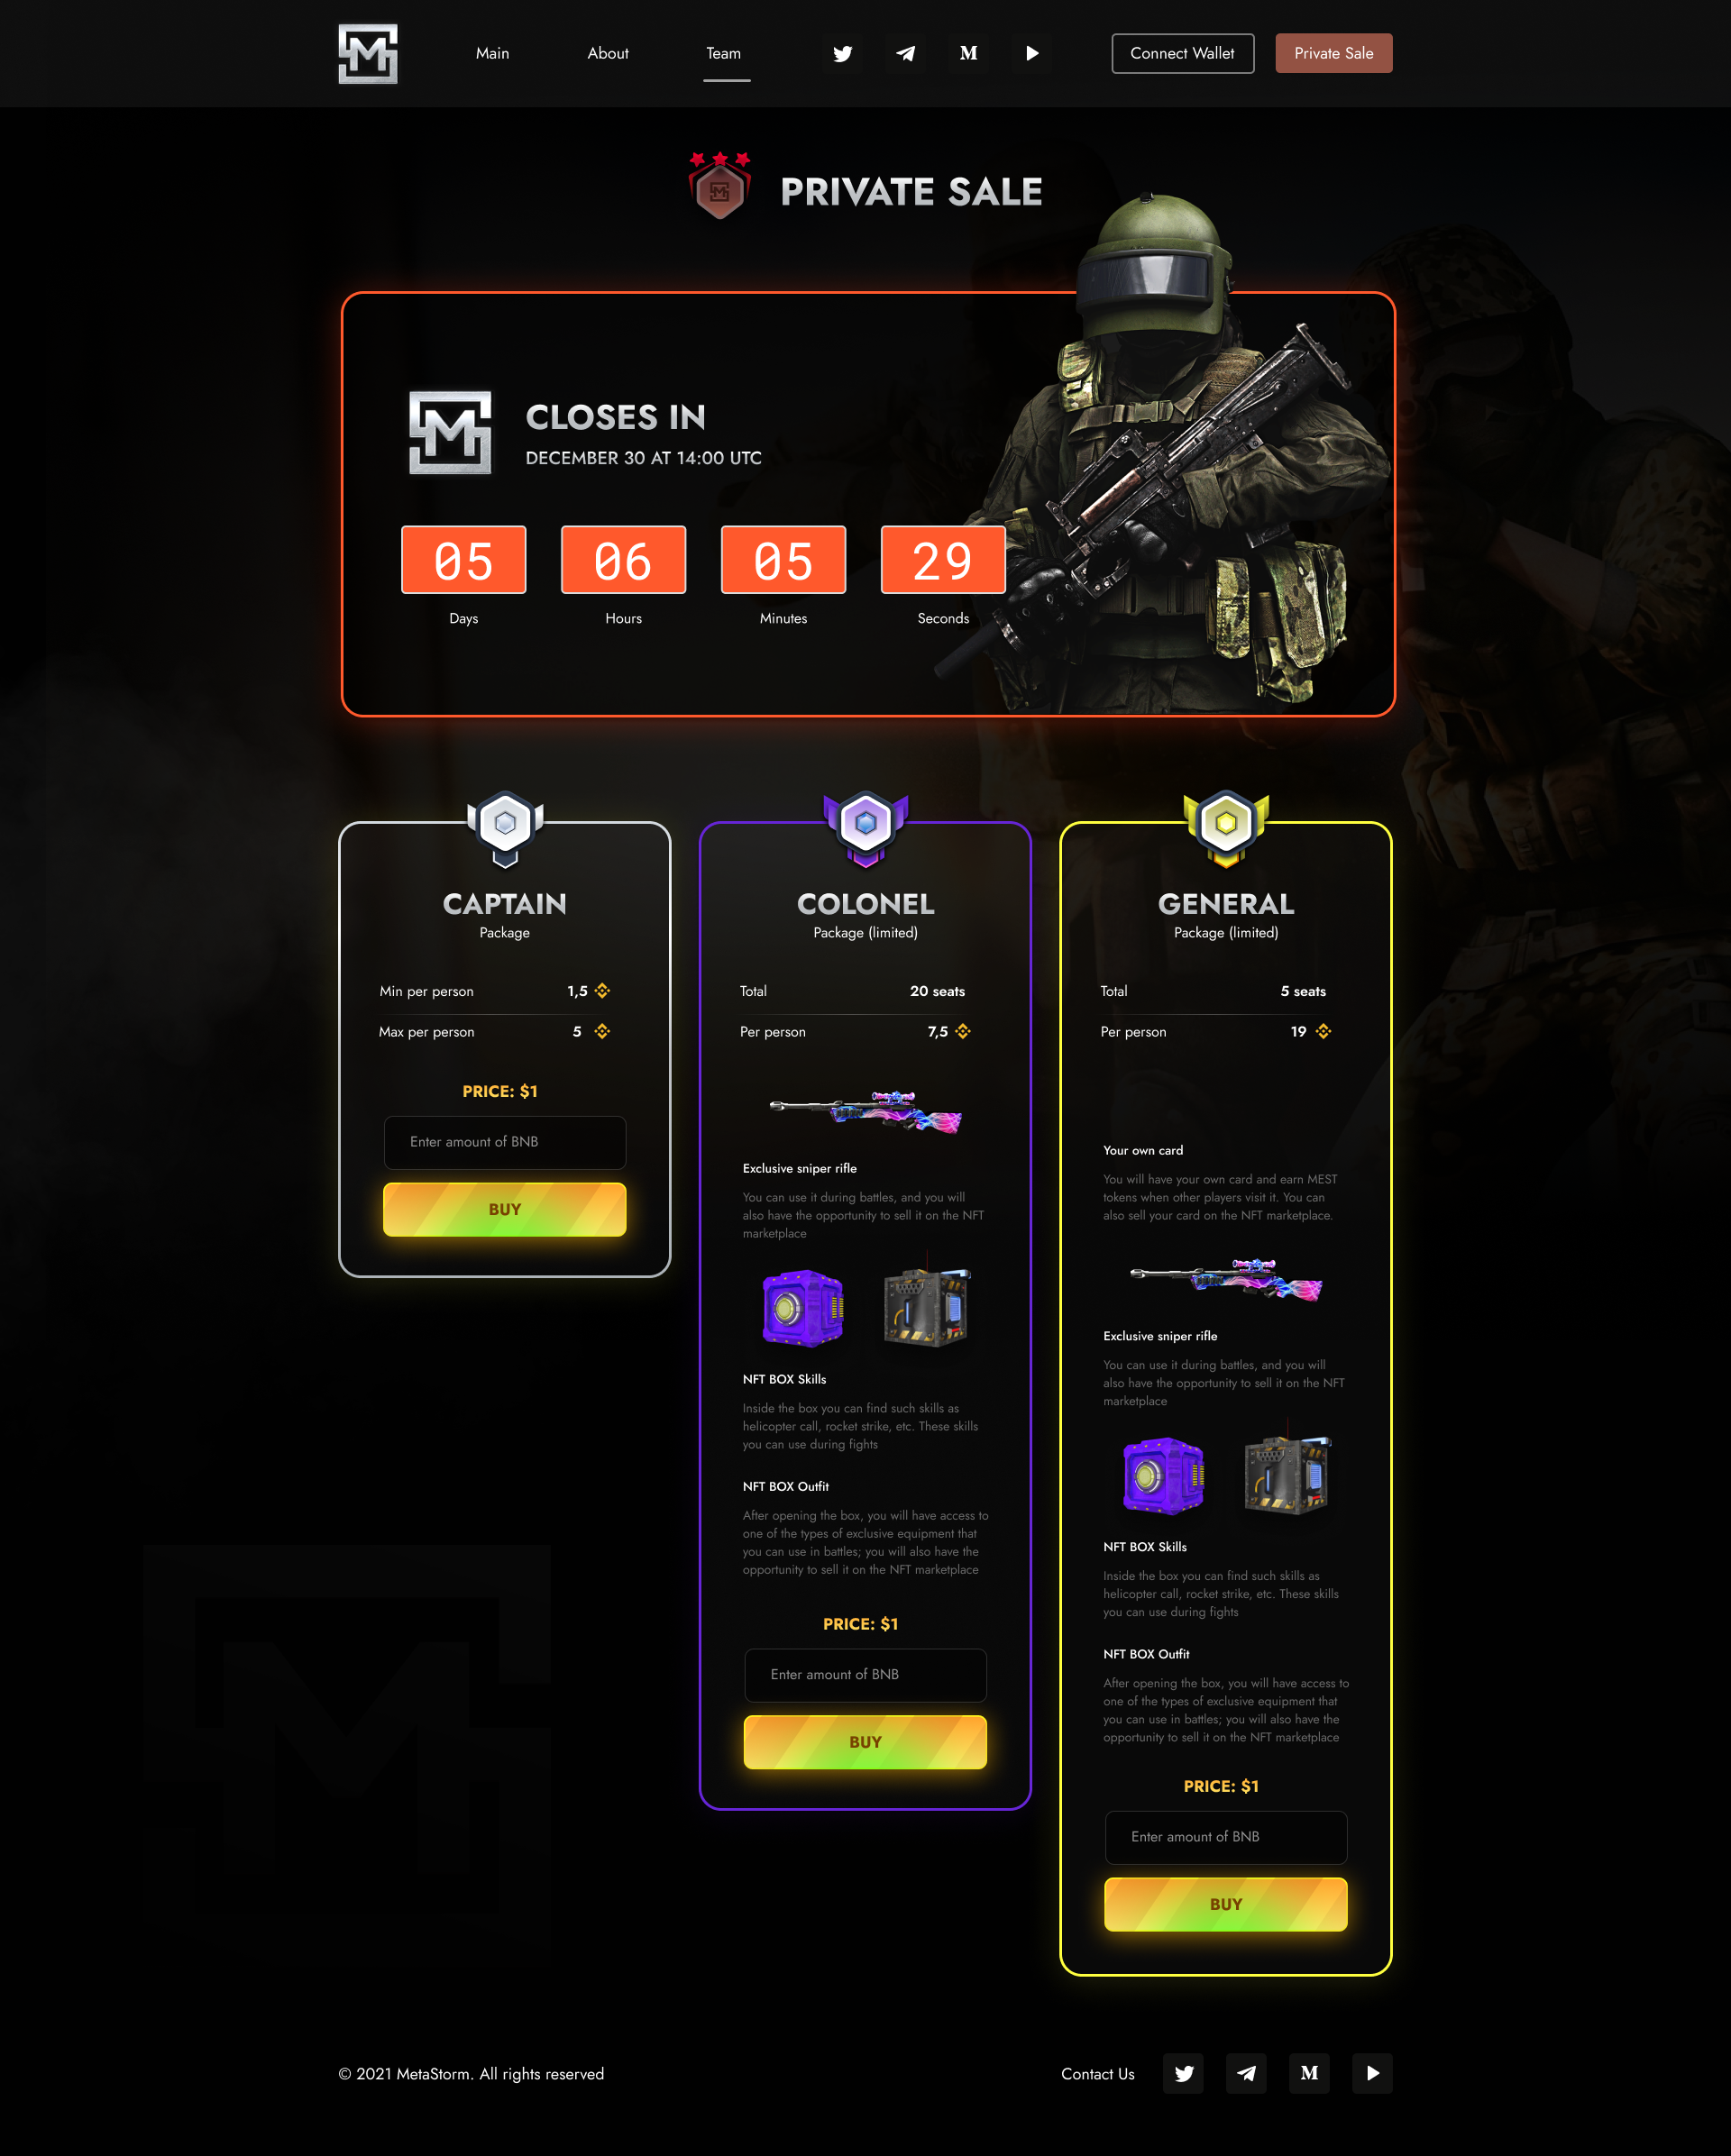 Main
About
Team
M
Connect Wallet
Private Sale
PRIVATE SALE
CLOSES IN
DECEMBER 30 AT 14:00 UTC
05
06
05
29
Days
Hours
Minutes
Seconds
CAPTAIN
Package
Min per person 1,5
Max per person 5
PRICE: $1
Enter amount of BNB
BUY
COLONEL
Package (limited)
Total 20 seats
Per person 7,5
Exclusive sniper rifle
You can use it during battles, and you will
also have the opportunity to sell it on the NFT
marketplace
NFT BOX Skills
Inside the box you can find such skills as
helicopter call, rocket strike, etc. These skills
you can use during fights
NFT BOX Outfit
After opening the box, you will have access to
one of the types of exclusive equipment that
you can use in battles; you will also have the
opportunity to sell it on the NFT marketplace
PRICE: $1
Enter amount of BNB
BUY
GENERAL
Package (limited)
Total 5 seats
Per person 19
Your own card
You will have your own card and earn MEST
tokens when other players visit it. You can
also sell your card on the NFT marketplace.
Exclusive sniper rifle
You can use it during battles, and you will
also have the opportunity to sell it on the NFT
marketplace
NFT BOX Skills
Inside the box you can find such skills as
helicopter call, rocket strike, etc. These skills
you can use during fights
NFT BOX Outfit
After opening the box, you will have access to
one of the types of exclusive equipment that
you can use in battles; you will also have the
opportunity to sell it on the NFT marketplace
PRICE: $1
Enter amount of BNB
BUY
© 2021 MetaStorm. All rights reserved
Contact Us
M